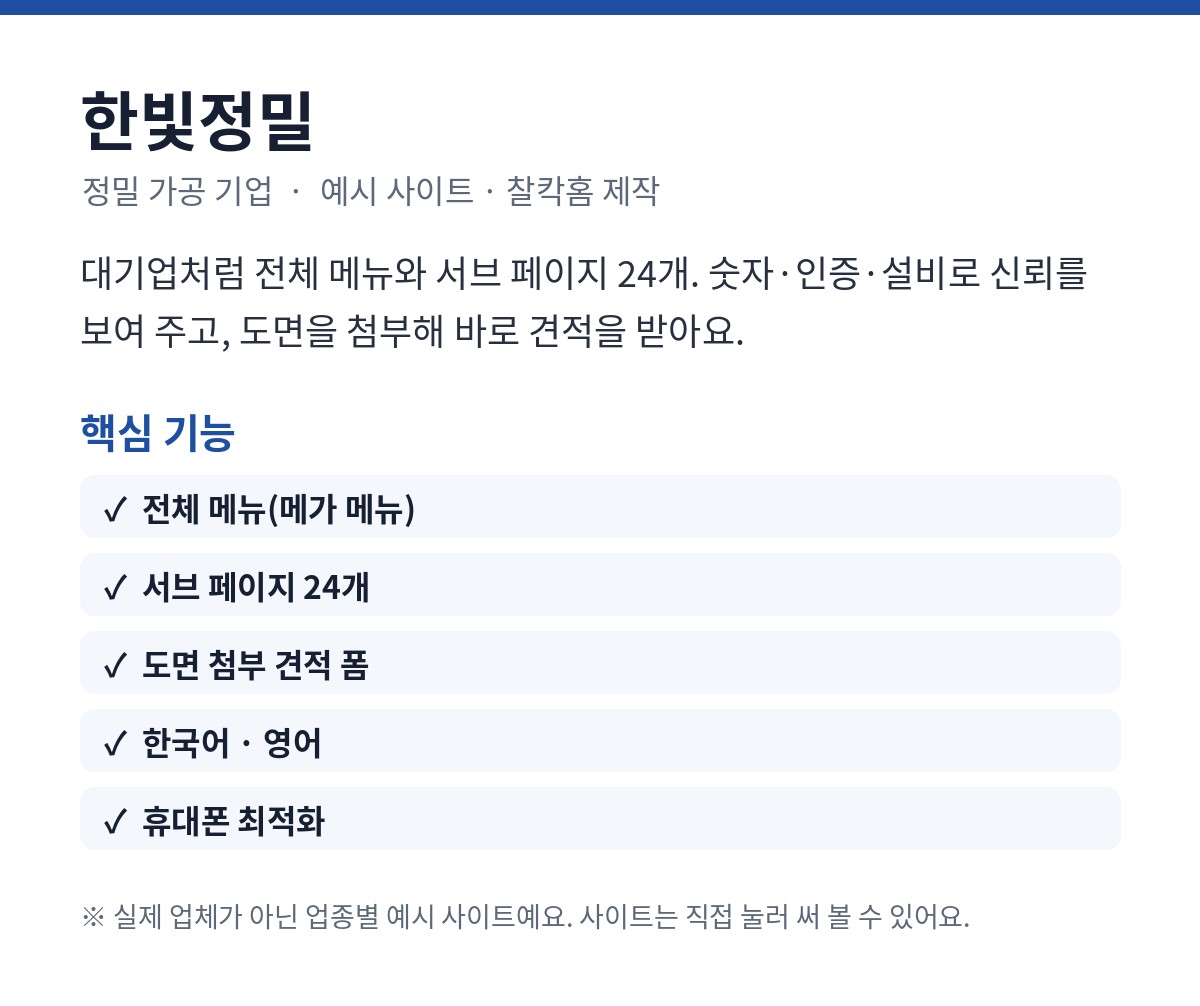 한빛정밀
정밀 가공 기업 · 예시 사이트 · 찰칵홈 제작
대기업처럼 전체 메뉴와 서브 페이지 24개. 숫자·인증·설비로 신뢰를
보여 주고, 도면을 첨부해 바로 견적을 받아요.
핵심 기능
✓ 전체 메뉴(메가 메뉴)
✓ 서브 페이지 24개
✓ 도면 첨부 견적 폼
✓ 한국어 · 영어
✓ 휴대폰 최적화
※ 실제 업체가 아닌 업종별 예시 사이트예요. 사이트는 직접 눌러 써 볼 수 있어요.